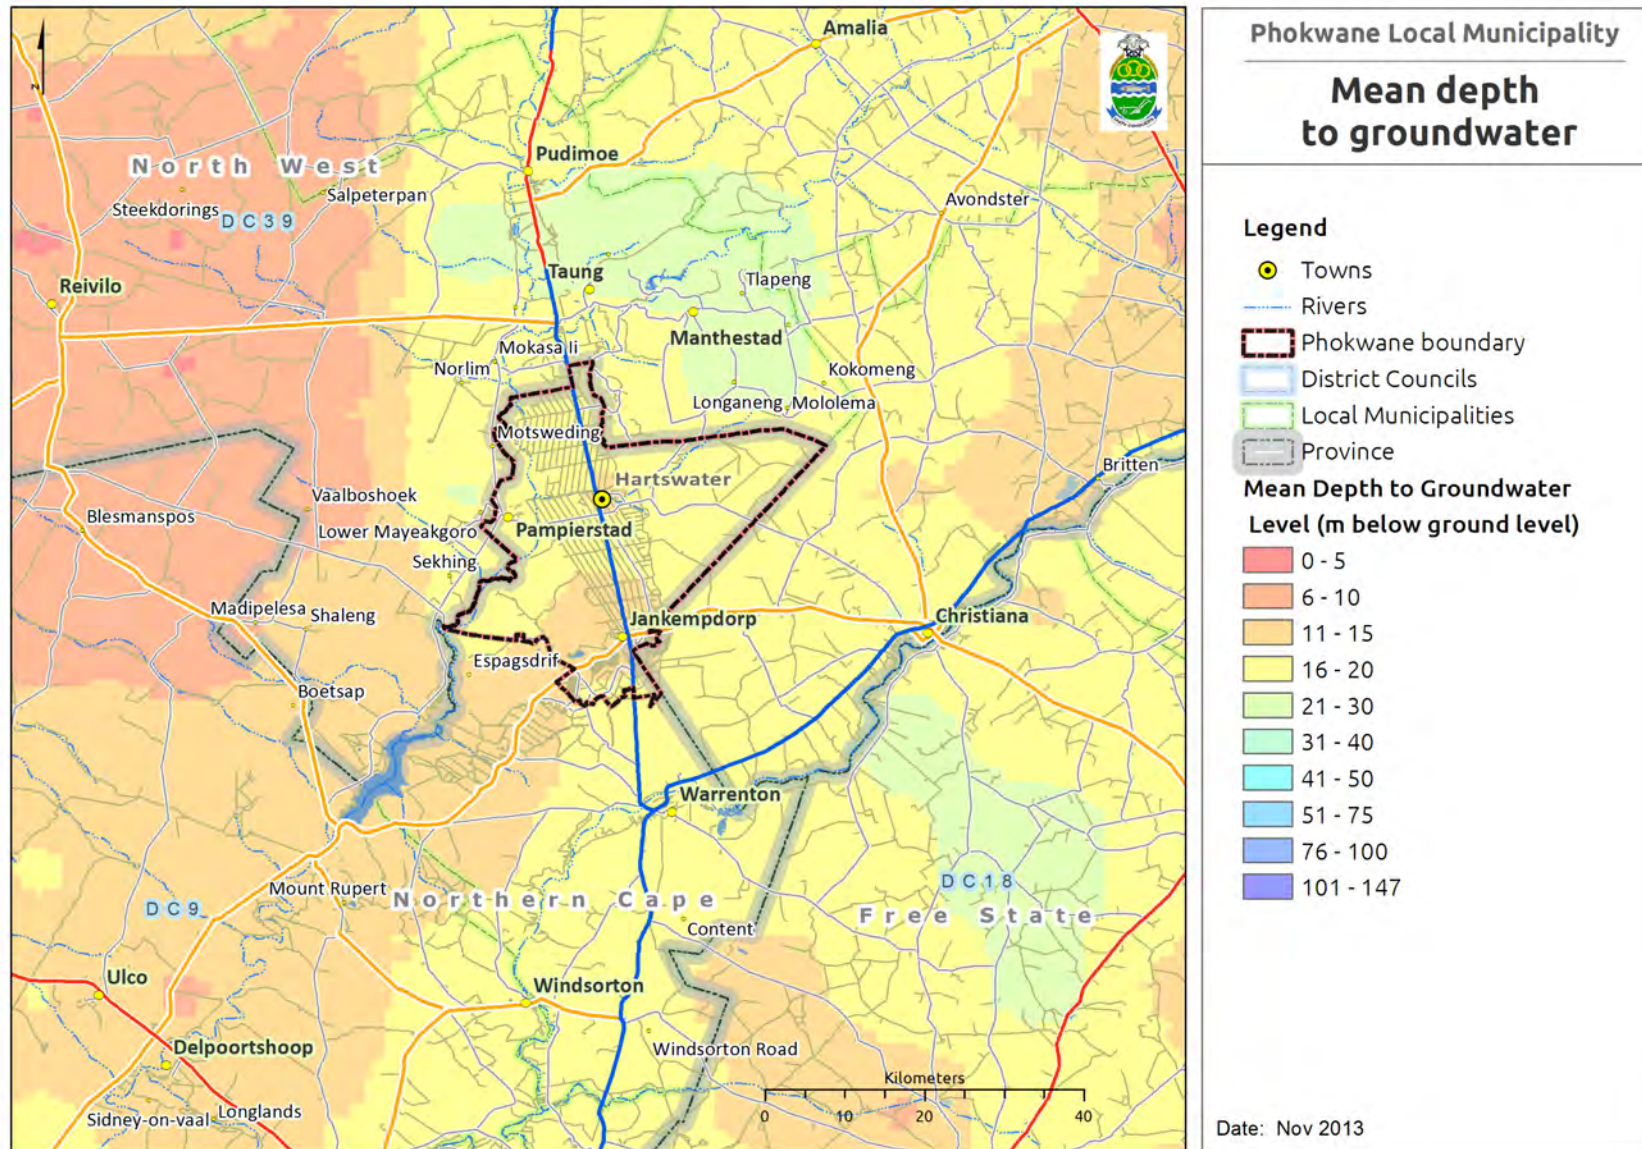 Phokwane Local Municipality
Mean depth
to groundwater
Legend
Towns
Rivers
Phokwane boundary
District Councils
Local Municipalities
Province
Mean Depth to Groundwater
Level (m below ground level)
0 - 5
6 - 10
11 - 15
16 - 20
21 - 30
31 - 40
41 - 50
51 - 75
76 - 100
101 - 147
Date: Nov 2013
N
Amalia
Pudimoe
North West
Salpeterpan
Steekdorings
DC39
Avondster
Taung
Tlapeng
Reivilo
Manthestad
Mokasa Ii
Norlim
Kokomeng
Longaneng
Mololema
Motsweding
Britten
Hartswater
Vaalboshoek
Blesmanspos
Lower Mayeakgoro
Pampierstad
Sekhing
Madipelesa
Shaleng
Jankempdorp
Christiana
Espagsdrif
Boetsap
Warrenton
Mount Rupert
DC9
Northern Cape
DC18
Free State
Content
Ulco
Windsorton
Delpoortshoop
Windsorton Road
Sidney-on-vaal
Longlands
Kilometers
0 10 20 40